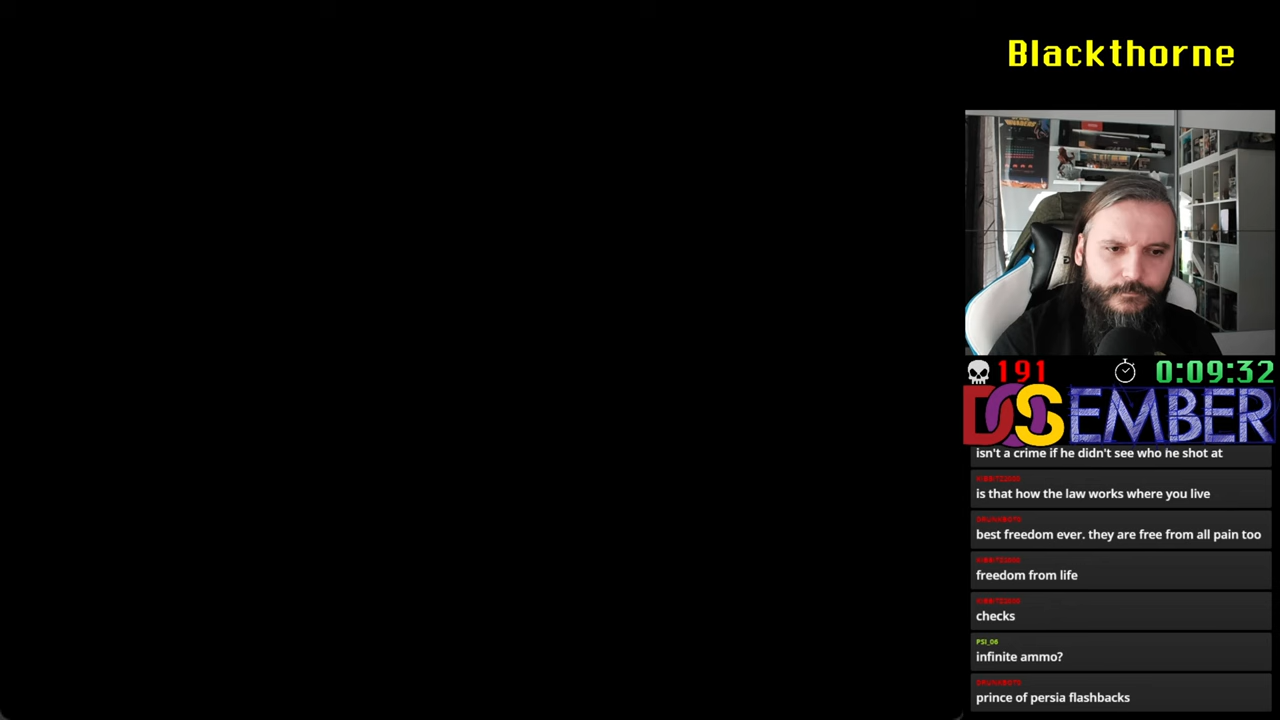 Blackthorne
191
0:09:32
DOSEMBER
isn't a crime if he didn't see who he shot at
is that how the law works where you live
best freedom ever. they are free from all pain too
freedom from life
checks
PSI_06
infinite ammo?
prince of persia flashbacks